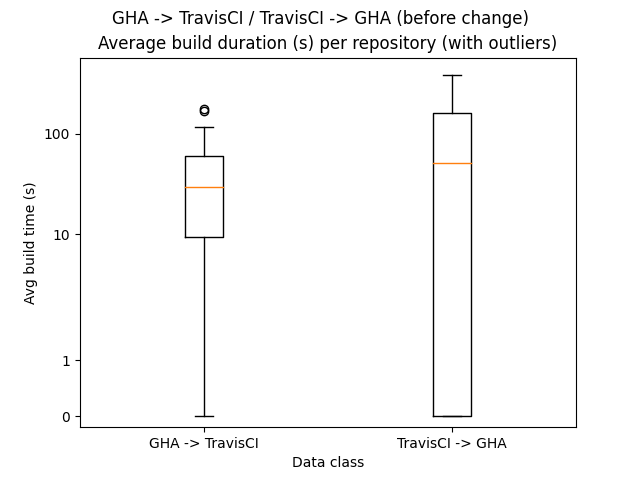 GHA -> TravisCI / TravisCI -> GHA (before change)
Average build duration (s) per repository (with outliers)
100
10
1
0
Avg build time (s)
GHA -> TravisCI
TravisCI -> GHA
Data class